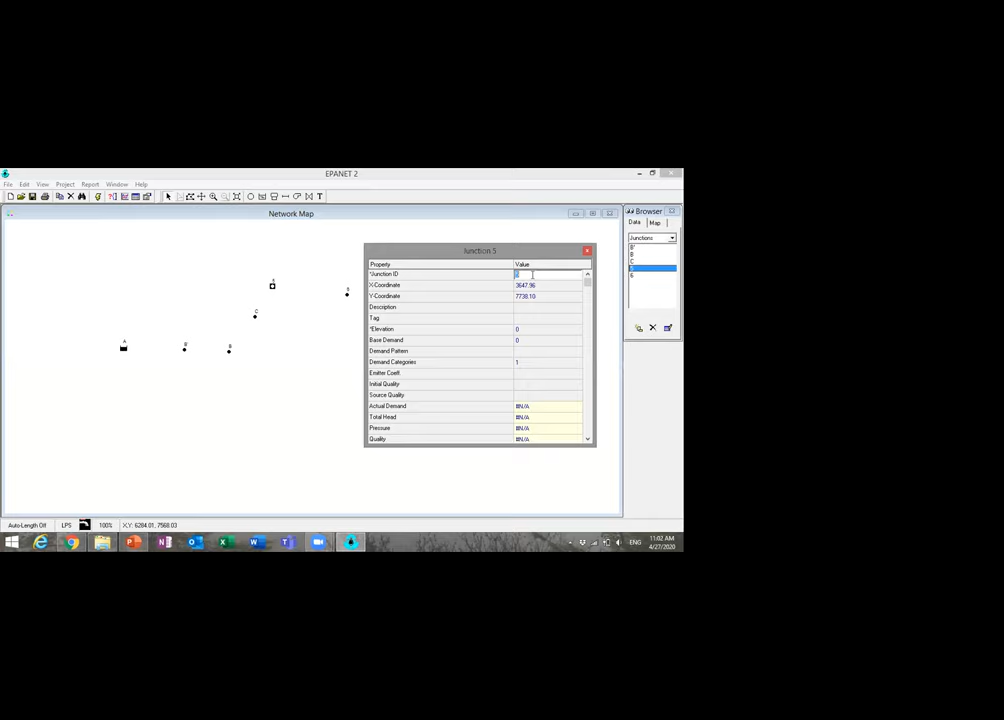 EPANET 2
File Edit View Project Report Window Help
Network Map
Browser
Data Map
Junctions
B'
B
C
5
6
Junction 5
Property Value
*Junction ID
X-Coordinate 3647.96
Y-Coordinate 7738.10
Description
Tag
*Elevation 0
Base Demand 0
Demand Pattern
Demand Categories 1
Emitter Coeff.
Initial Quality
Source Quality
Actual Demand #N/A
Total Head #N/A
Pressure #N/A
Quality #N/A
5
C
A
B'
B
Auto-Length Off LPS 100% X,Y: 6284.01, 7568.03
ENG
11:02 AM
4/27/2020